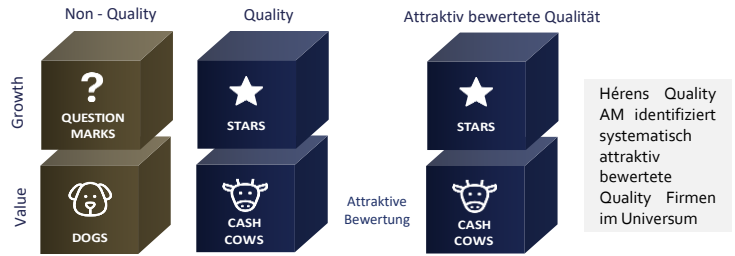 Non - Quality
Quality
Attraktiv bewertete Qualität
Growth
?
QUESTION
MARKS
STARS
STARS
Value
DOGS
CASH
COWS
Attraktive
Bewertung
CASH
COWS
Hérens Quality
AM identifiziert
systematisch
attraktiv
bewertete
Quality Firmen
im Universum